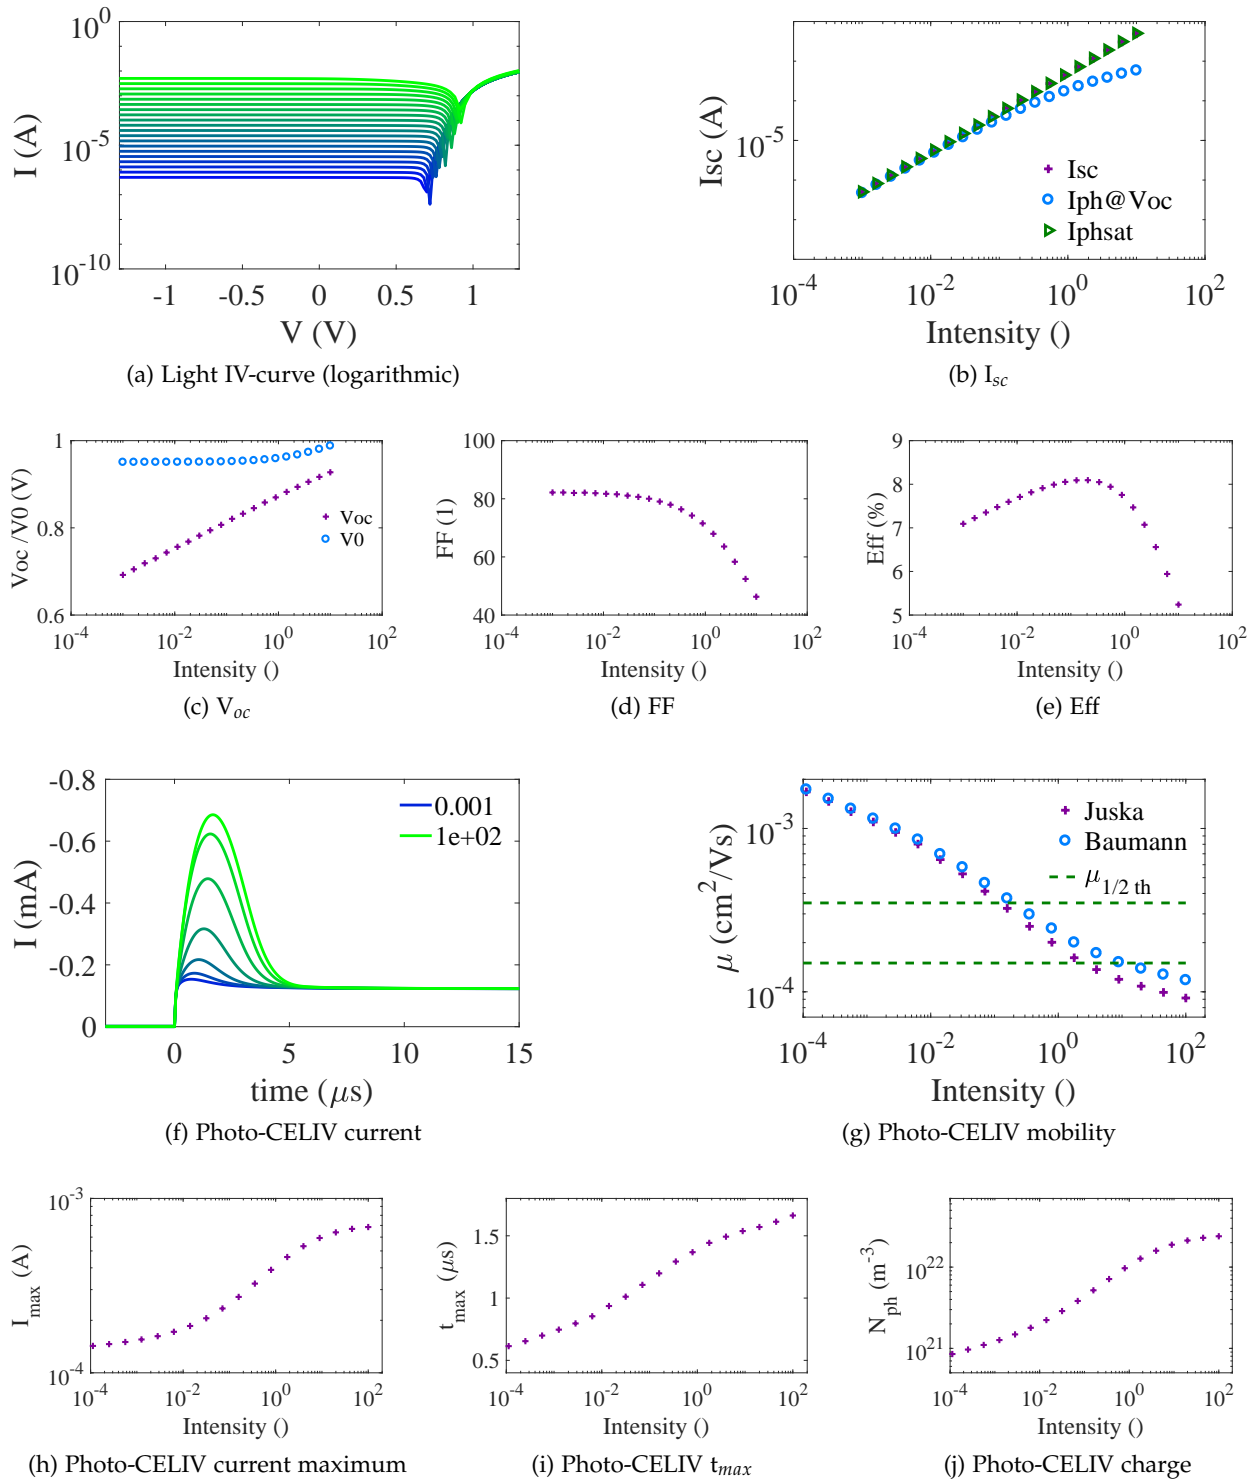 10^0
10^-5
10^-10
I (A)
-1 -0.5 0 0.5 1
V (V)
(a) Light IV-curve (logarithmic)
Isc (A)
10^-5
Isc
Iph@Voc
Iphsat
10^-4 10^-2 10^0 10^2
Intensity ()
(b) I_sc
1
0.8
0.6
Voc /V0 (V)
Voc
V0
10^-4 10^-2 10^0 10^2
Intensity ()
(c) V_oc
100
80
60
40
FF (1)
10^-4 10^-2 10^0 10^2
Intensity ()
(d) FF
9
8
7
6
5
Eff (%)
10^-4 10^-2 10^0 10^2
Intensity ()
(e) Eff
-0.8
-0.6
-0.4
-0.2
0
I (mA)
0.001
1e+02
0 5 10 15
time (μs)
(f) Photo-CELIV current
10^-3
10^-4
μ (cm^2/Vs)
Juska
Baumann
μ_1/2 th
10^-4 10^-2 10^0 10^2
Intensity ()
(g) Photo-CELIV mobility
10^-3
10^-4
I_max (A)
10^-4 10^-2 10^0 10^2
Intensity ()
(h) Photo-CELIV current maximum
1.5
1
0.5
t_max (μs)
10^-4 10^-2 10^0 10^2
Intensity ()
(i) Photo-CELIV t_max
10^22
10^21
N_ph (m^-3)
10^-4 10^-2 10^0 10^2
Intensity ()
(j) Photo-CELIV charge